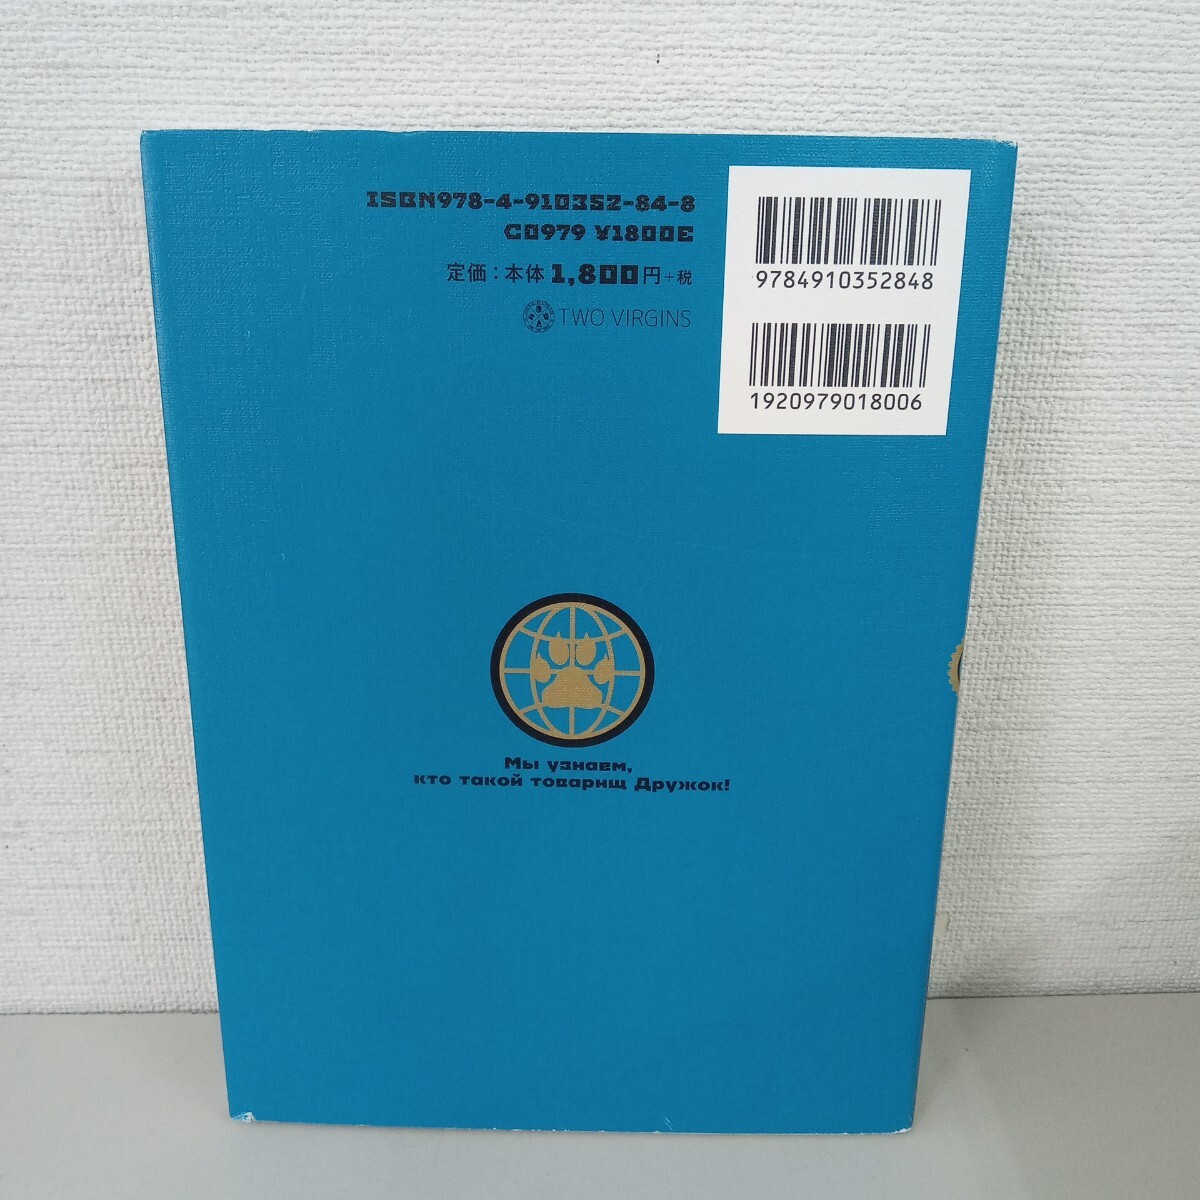 ISBN978-4-910352-84-8
C0979 ¥1800E
定価：本体1,800円+税
TWO VIRGINS
9784910352848
1920979018006
Мы узнаем,
кто такой товарищ Дружок!